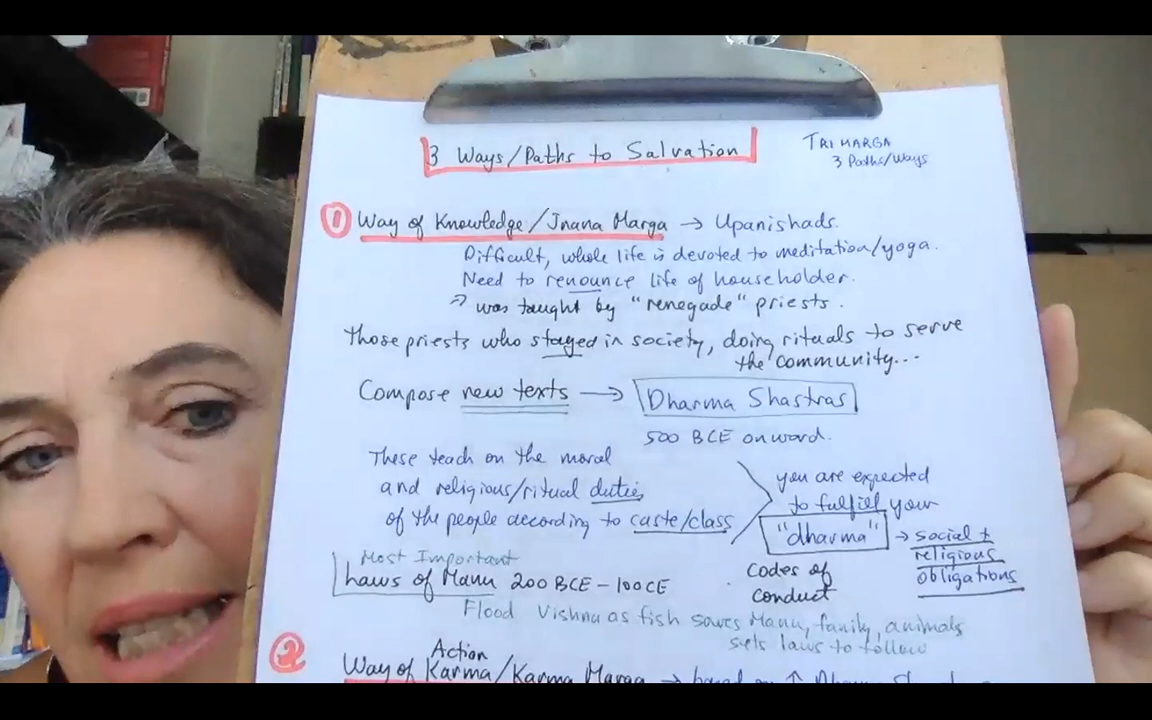 3 Ways/Paths to Salvation
TRIMARGA
3 Paths/Ways
① Way of Knowledge/Jnana Marga → Upanishads.
Difficult, whole life is devoted to meditation/yoga.
Need to renounce life of householder.
→ was taught by "renegade" priests.
Those priests who stayed in society, doing rituals to serve
the community...
Compose new texts → Dharma Shastras
500 BCE onward.
These teach on the moral
and religious/ritual duties
of the people according to caste/class
you are expected
to fulfill your
"dharma" → social +
religious
obligations
Codes of
conduct
Most Important
Laws of Manu 200 BCE - 100 CE
Flood Vishnu as fish saves Manu, family, animals
sets laws to follow
②
Action
Way of Karma/Karma Marga → based on ↑ Dharma